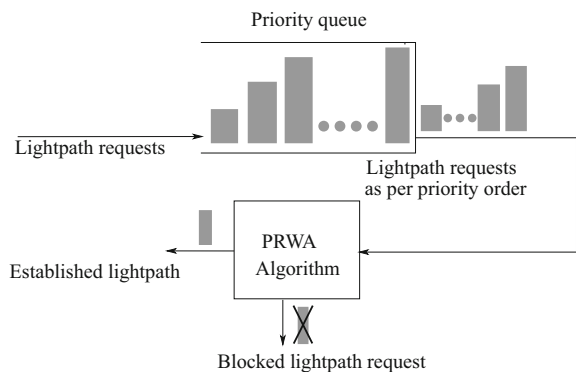 Priority queue
Lightpath requests
Lightpath requests
as per priority order
PRWA
Algorithm
Established lightpath
Blocked lightpath request